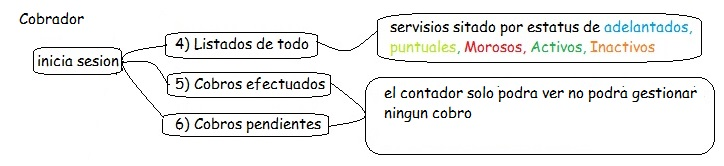 Cobrador
inicia sesion
4) Listados de todo
servisios sitado por estatus de adelantados,
puntuales, Morosos, Activos, Inactivos
5) Cobros efectuados
6) Cobros pendientes
el contador solo podra ver no podrá gestionar
ningun cobro